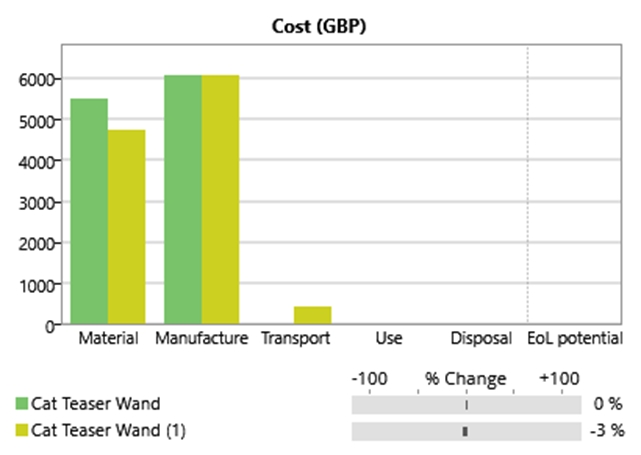 Cost (GBP)
6000
5000
4000
3000
2000
1000
0
Material Manufacture Transport Use Disposal EoL potential
-100 % Change +100
Cat Teaser Wand 0 %
Cat Teaser Wand (1) -3 %